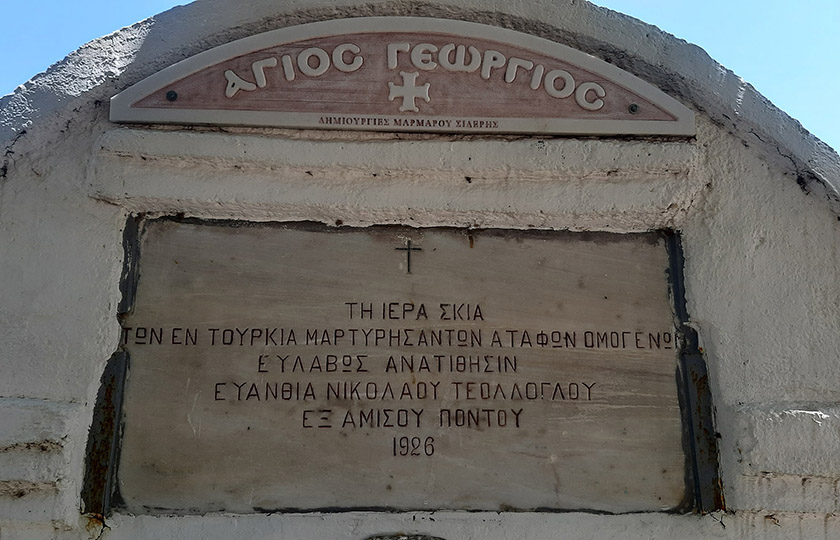 ΑΓΙΟΣ ΓΕΩΡΓΙΟΣ
ΔΗΜΙΟΥΡΓΙΕΣ ΜΑΡΜΑΡΟΥ ΣΙΔΕΡΗΣ
ΤΗ ΙΕΡΑ ΣΚΙΑ
ΤΩΝ ΕΝ ΤΟΥΡΚΙΑ ΜΑΡΤΥΡΗΣΑΝΤΩΝ ΑΤΑΦΩΝ ΟΜΟΓΕΝΩΝ
ΕΥΛΑΒΩΣ ΑΝΑΤΙΘΗΣΙΝ
ΕΥΑΝΘΙΑ ΝΙΚΟΛΑΟΥ ΤΕΟΛΛΟΓΛΟΥ
ΕΞ ΑΜΙΣΟΥ ΠΟΝΤΟΥ
1926